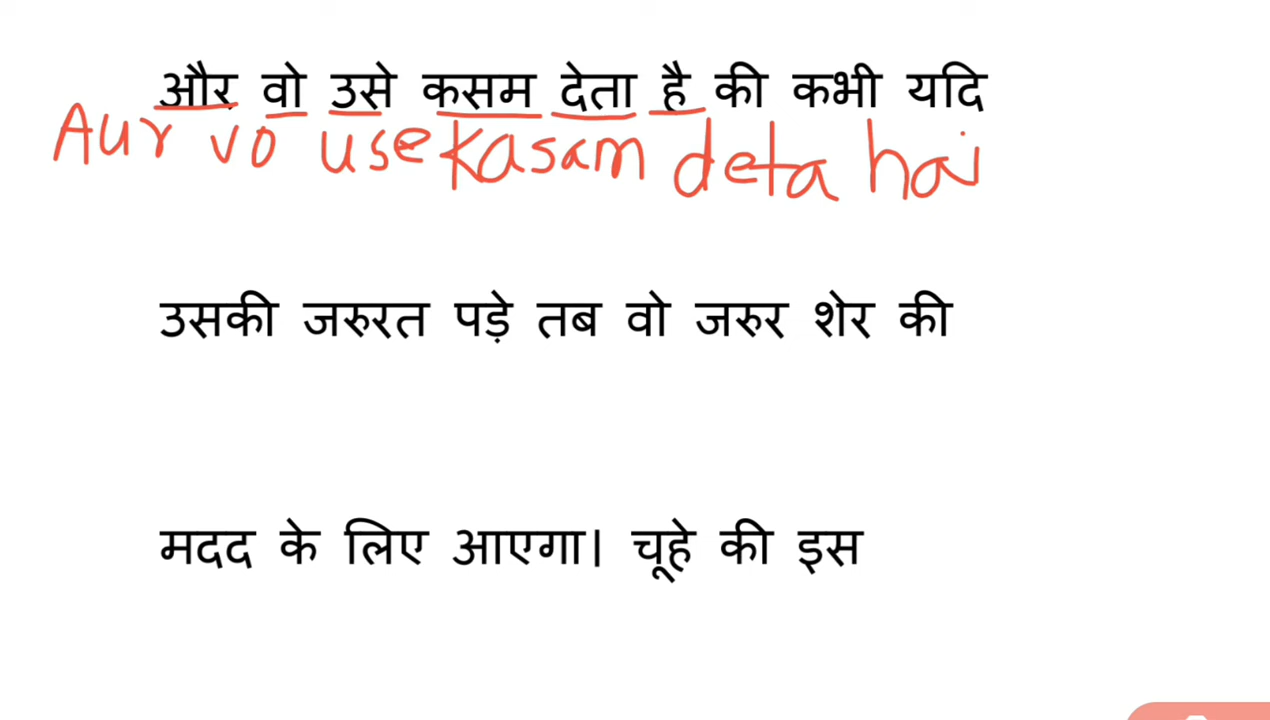 और वो उसे कसम देता है की कभी यदि
Aur vo use kasam deta hai
उसकी जरुरत पड़े तब वो जरुर शेर की
मदद के लिए आएगा। चूहे की इस